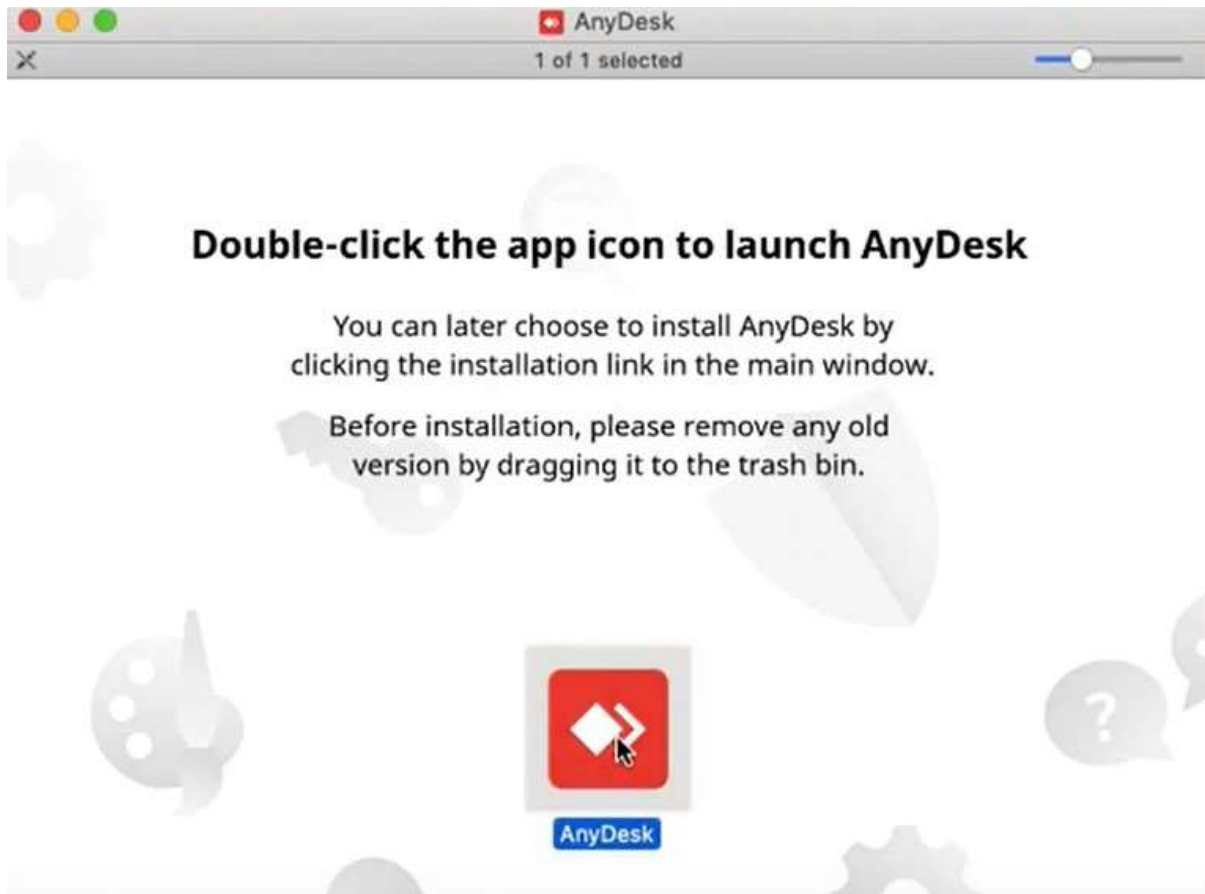 AnyDesk
1 of 1 selected
Double-click the app icon to launch AnyDesk
You can later choose to install AnyDesk by
clicking the installation link in the main window.
Before installation, please remove any old
version by dragging it to the trash bin.
?
AnyDesk